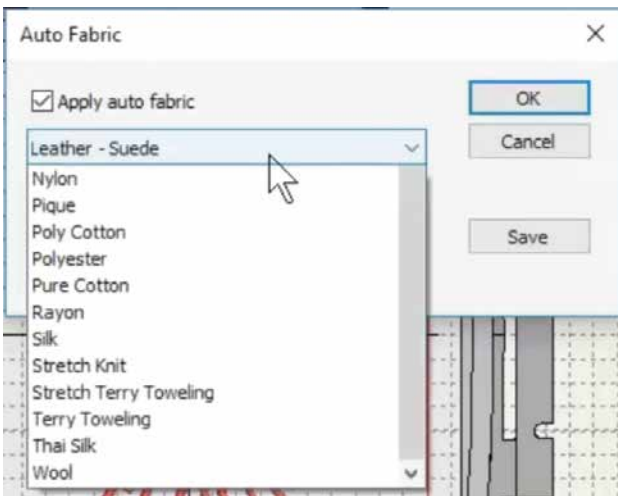 Auto Fabric
Apply auto fabric
OK
Leather - Suede
Cancel
Nylon
Pique
Poly Cotton
Save
Polyester
Pure Cotton
Rayon
Silk
Stretch Knit
Stretch Terry Toweling
Terry Toweling
Thai Silk
Wool